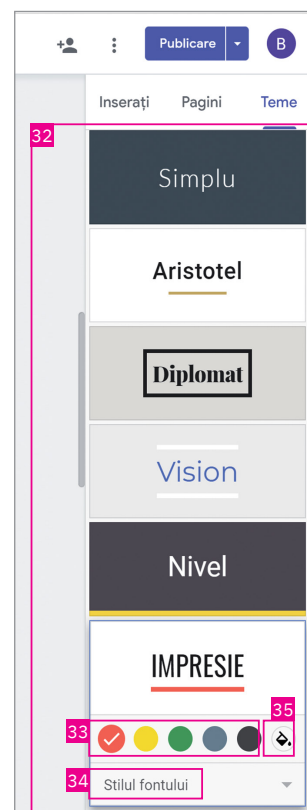 Publicare
B
Inserați Pagini Teme
32
Simplu
Aristotel
Diplomat
Vision
Nivel
IMPRESIE
35
33
34 Stilul fontului